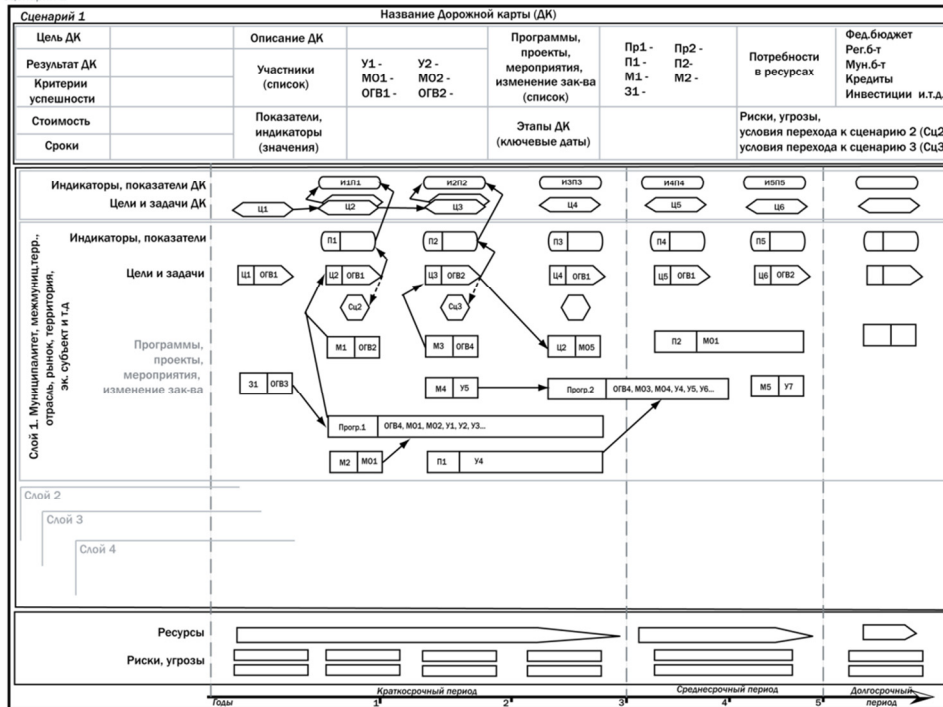 Сценарий 1
Название Дорожной карты (ДК)
Цель ДК
Результат ДК
Критерии
успешности
Стоимость
Сроки
Описание ДК
Участники
(список)
У1 - У2 -
МО1 - МО2 -
ОГВ1 - ОГВ2 -
Показатели,
индикаторы
(значения)
Программы,
проекты,
мероприятия,
изменение зак-ва
(список)
Пр1 - Пр2 -
П1 - П2-
М1 - М2 -
З1 -
Этапы ДК
(ключевые даты)
Потребности
в ресурсах
Фед.бюджет
Рег.б-т
Мун.б-т
Кредиты
Инвестиции и.т.д.
Риски, угрозы,
условия перехода к сценарию 2 (Сц2
условия перехода к сценарию 3 (Сц3
Слой 1. Муниципалитет, межмуниц.терр.,
отрасль, рынок, территория,
эк. субъект и т.д
Индикаторы, показатели ДК
И1П1 И2П2 И3П3 И4П4 И5П5
Цели и задачи ДК
Ц1 Ц2 Ц3 Ц4 Ц5 Ц6
Индикаторы, показатели
П1 П2 П3 П4 П5
Цели и задачи
Ц1 ОГВ1 Ц2 ОГВ1 Ц3 ОГВ2 Ц4 ОГВ1 Ц5 ОГВ1 Ц6 ОГВ2
Сц2 Сц3
Программы,
проекты,
мероприятия,
изменение зак-ва
М1 ОГВ2 М3 ОГВ4 Ц2 МО5 П2 МО1
З1 ОГВ3 М4 У5 Прогр.2 ОГВ4, МО3, МО4, У4, У5, У6... М5 У7
Прогр.1 ОГВ4, МО1, МО2, У1, У2, У3...
М2 МО1 П1 У4
Слой 2
Слой 3
Слой 4
Ресурсы
Риски, угрозы
Годы
Краткосрочный период
Среднесрочный период
Долгосрочный
период
1 2 3 4 5